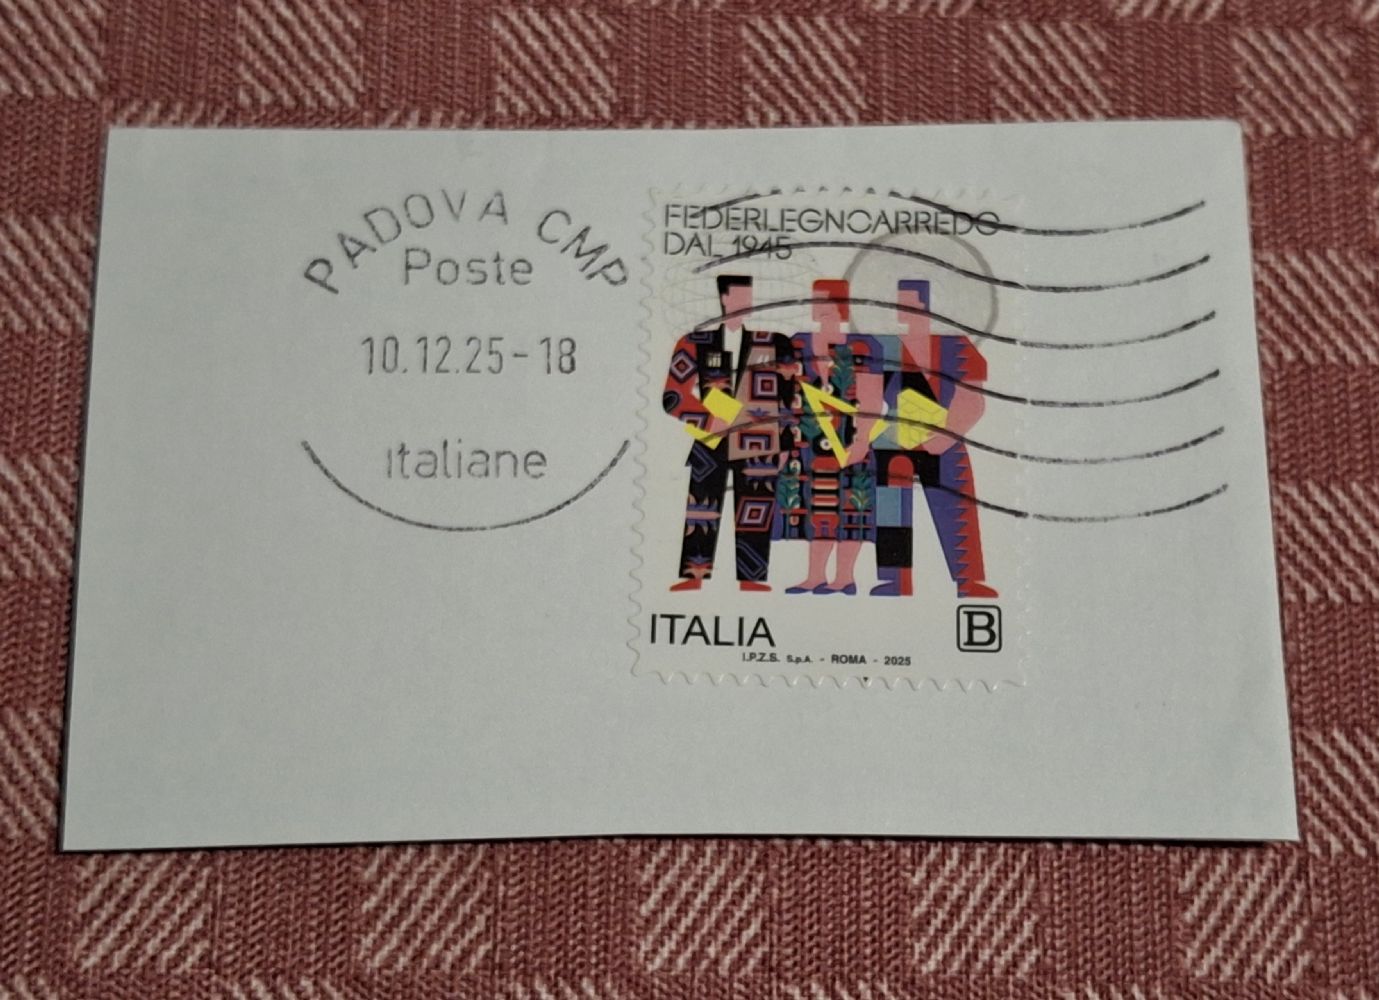 PADOVA CMP
Poste
10.12.25-18
italiane
FEDERLEGNOARREDO
DAL 1945
ITALIA
B
I.P.Z.S. S.p.A. - ROMA - 2025